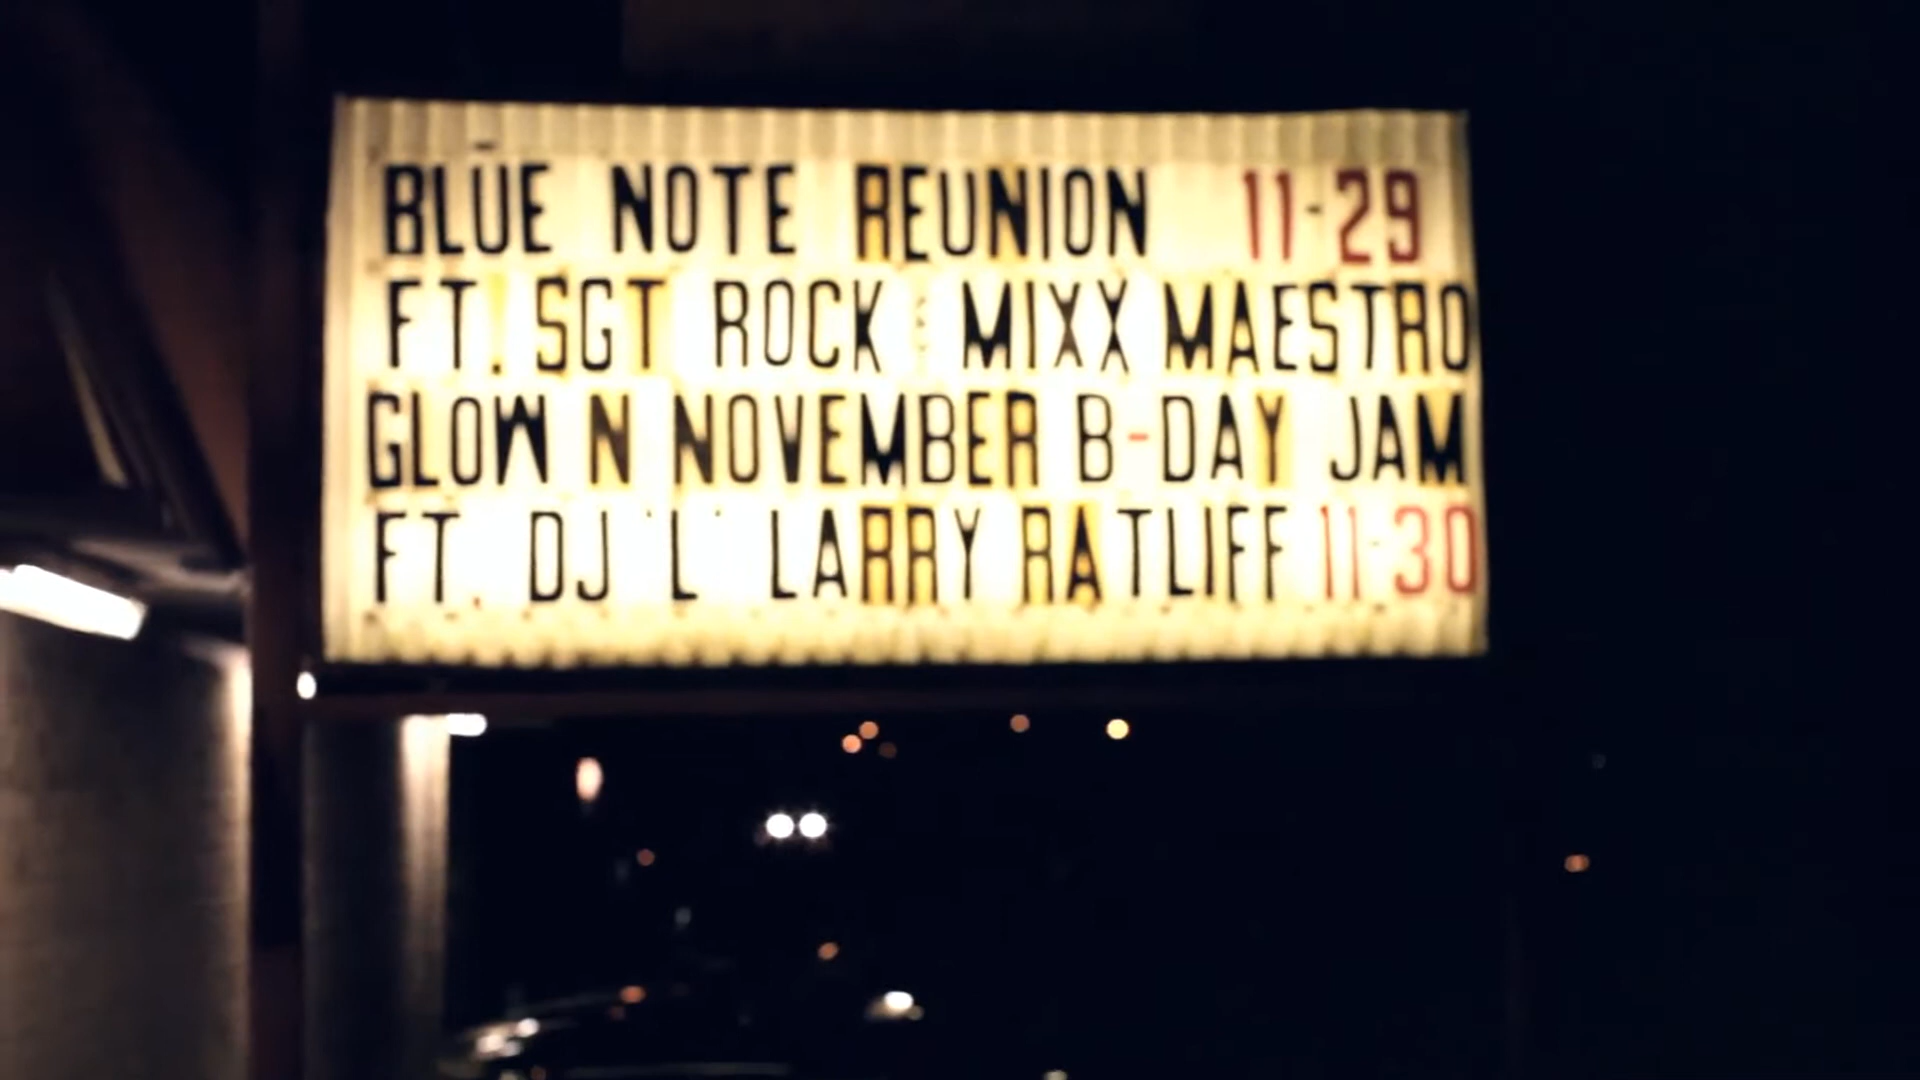 BLUE NOTE REUNION 11-29
FT. SGT ROCK : MIXX MAESTRO
GLOW N NOVEMBER B-DAY JAM
FT. DJ 'L' LARRY RATLIFF 11-30